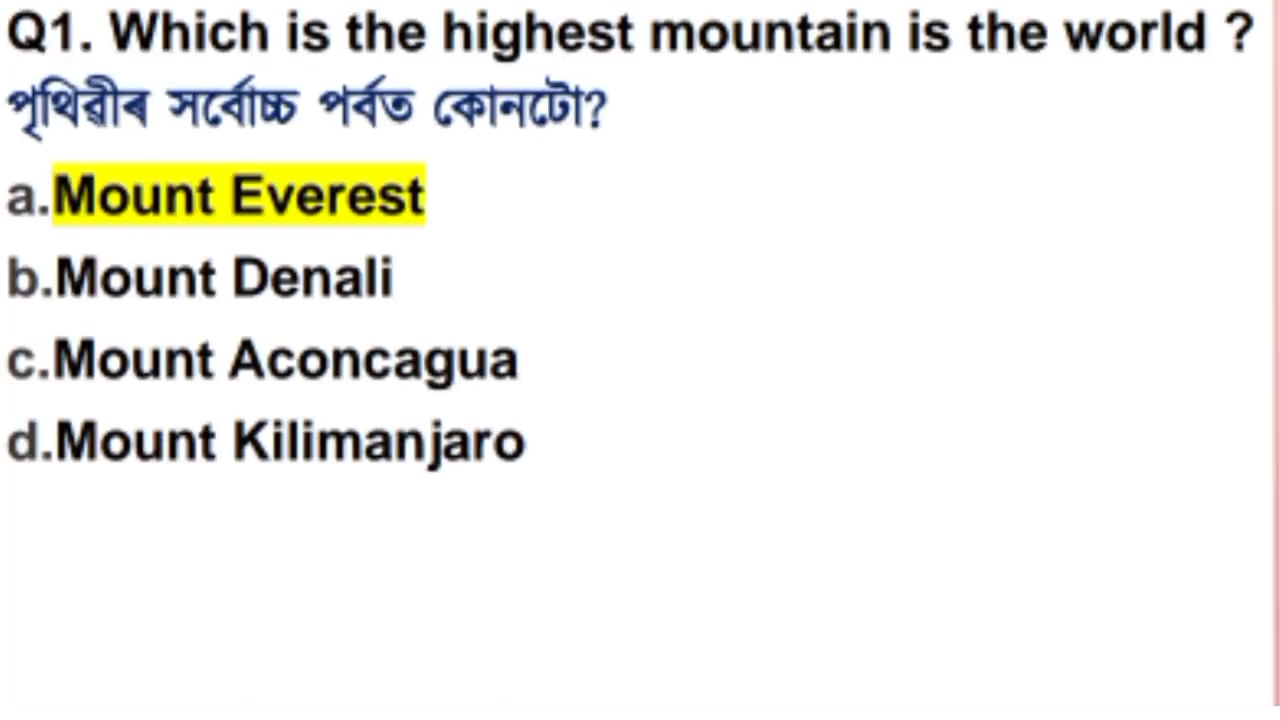 Q1. Which is the highest mountain is the world ?
পৃথিৱীৰ সৰ্বোচ্চ পৰ্বত কোনটো?
a.Mount Everest
b.Mount Denali
c.Mount Aconcagua
d.Mount Kilimanjaro